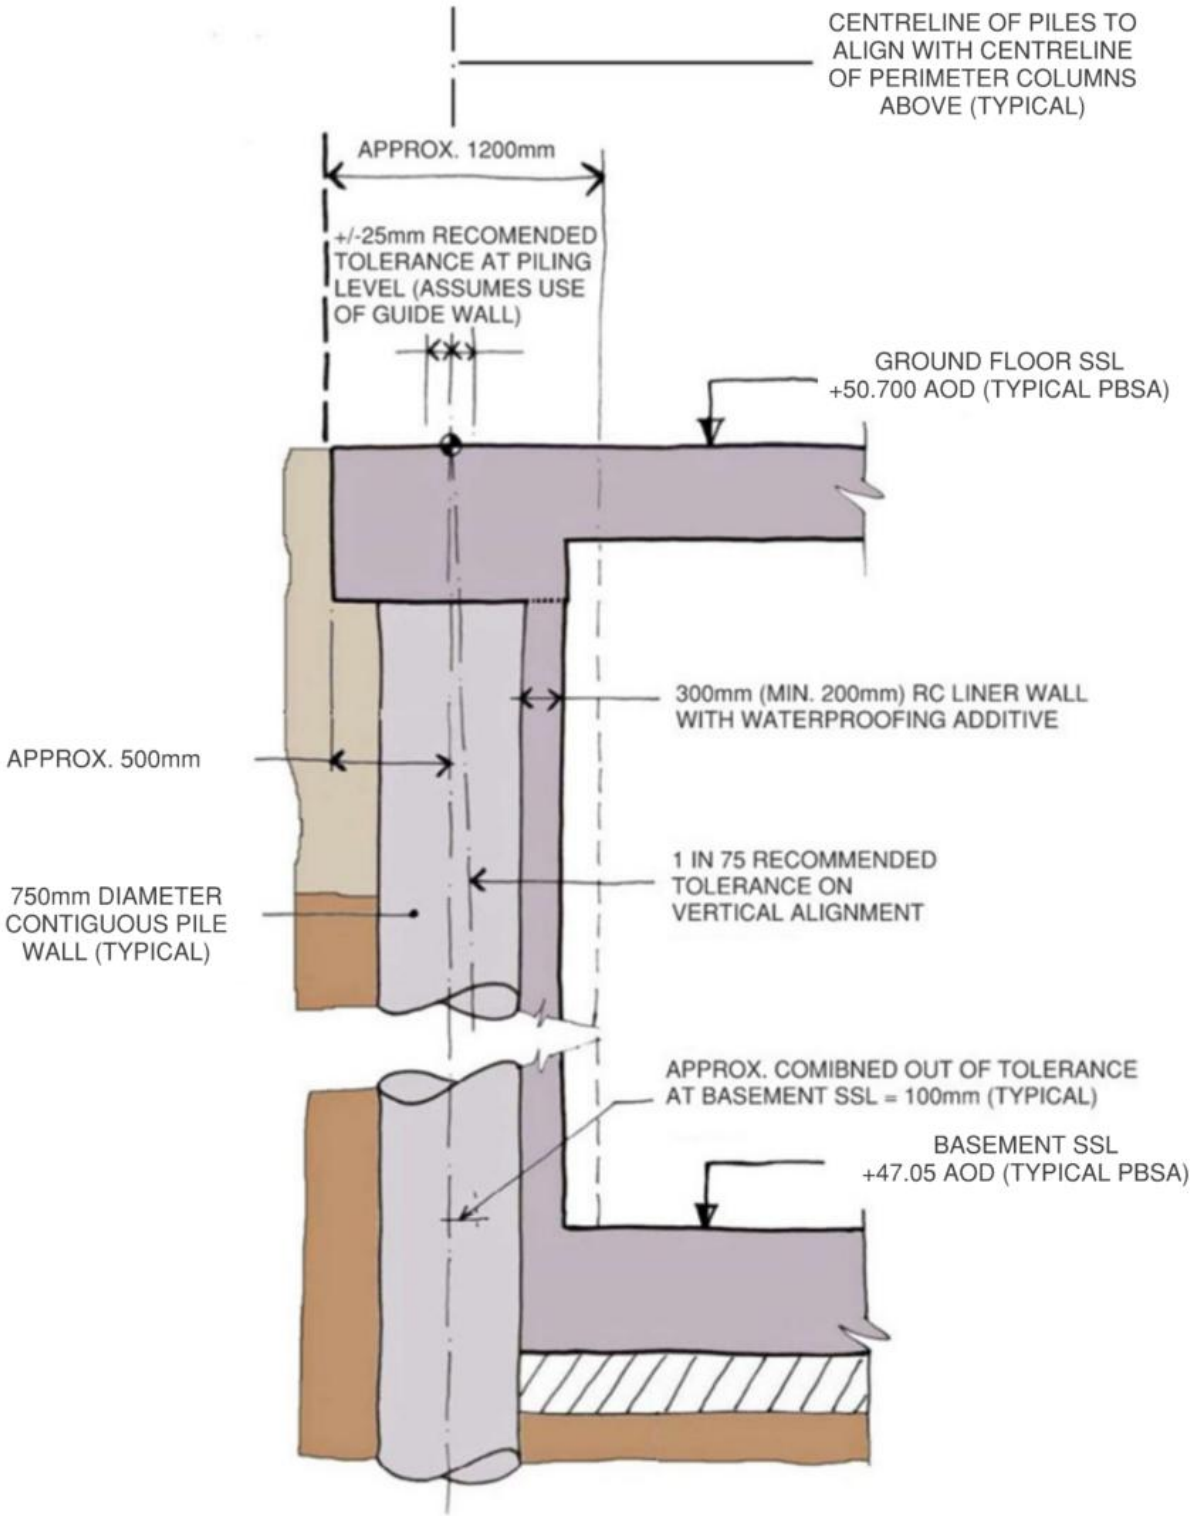 CENTRELINE OF PILES TO
ALIGN WITH CENTRELINE
OF PERIMETER COLUMNS
ABOVE (TYPICAL)
APPROX. 1200mm
+/-25mm RECOMENDED
TOLERANCE AT PILING
LEVEL (ASSUMES USE
OF GUIDE WALL)
GROUND FLOOR SSL
+50.700 AOD (TYPICAL PBSA)
300mm (MIN. 200mm) RC LINER WALL
WITH WATERPROOFING ADDITIVE
APPROX. 500mm
1 IN 75 RECOMMENDED
TOLERANCE ON
VERTICAL ALIGNMENT
750mm DIAMETER
CONTIGUOUS PILE
WALL (TYPICAL)
APPROX. COMIBNED OUT OF TOLERANCE
AT BASEMENT SSL = 100mm (TYPICAL)
BASEMENT SSL
+47.05 AOD (TYPICAL PBSA)